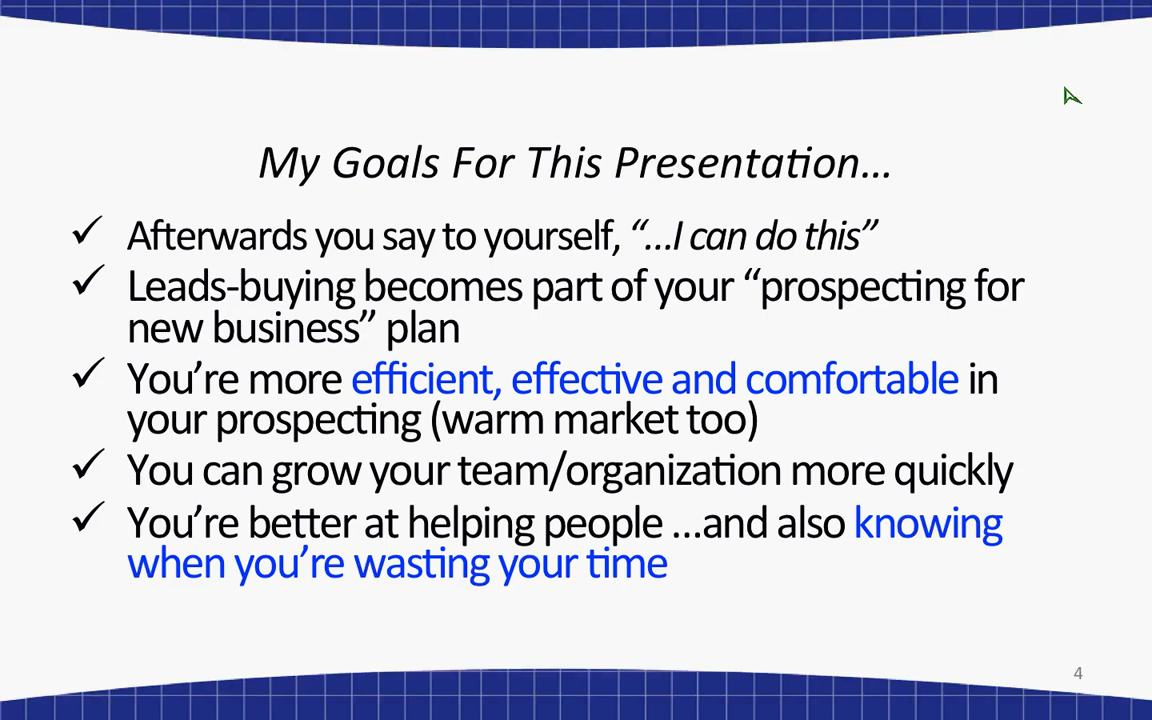 My Goals For This Presentation...
✓ Afterwards you say to yourself, “...I can do this”
✓ Leads-buying becomes part of your “prospecting for
new business” plan
✓ You’re more efficient, effective and comfortable in
your prospecting (warm market too)
✓ You can grow your team/organization more quickly
✓ You’re better at helping people ...and also knowing
when you’re wasting your time
4